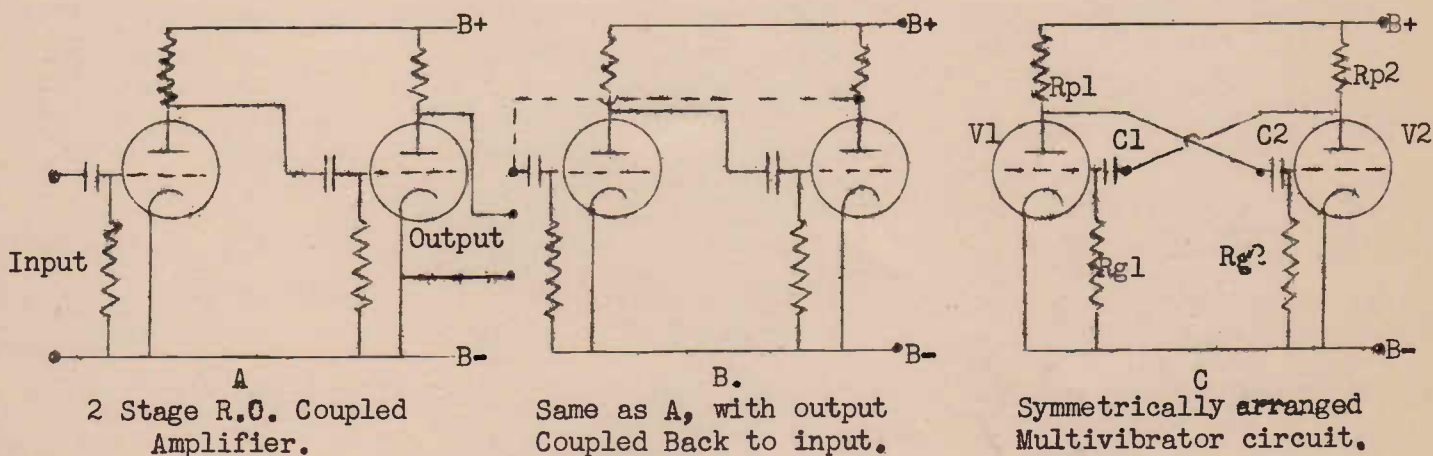 B+
B+
B+
Rp1
Rp2
V1
C1
C2
V2
Input
Output
Rg1
Rg2
B-
B-
B-
A
2 Stage R.C. Coupled
Amplifier.
B.
Same as A, with output
Coupled Back to input.
C
Symmetrically arranged
Multivibrator circuit.